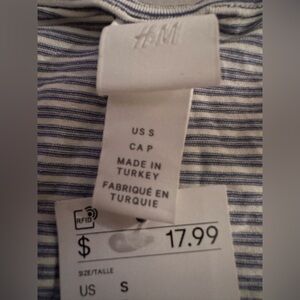 H&M
US S
CA P
MADE IN
TURKEY
FABRIQUÉ EN
TURQUIE
RFID
$ 17.99
SIZE/TAILLE
US S